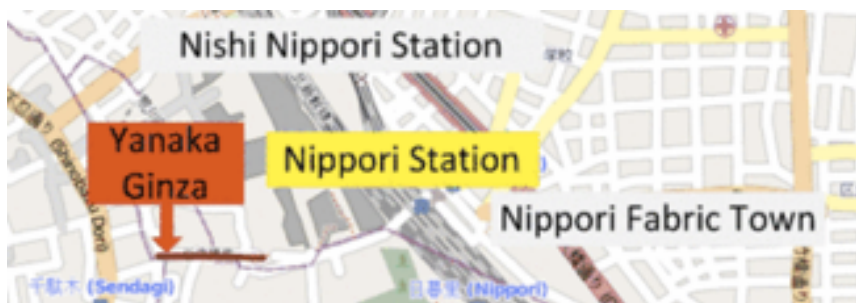 Nishi Nippori Station
Yanaka
Ginza
Nippori Station
Nippori Fabric Town
千駄木 (Sendagi)
日暮里 (Nippori)